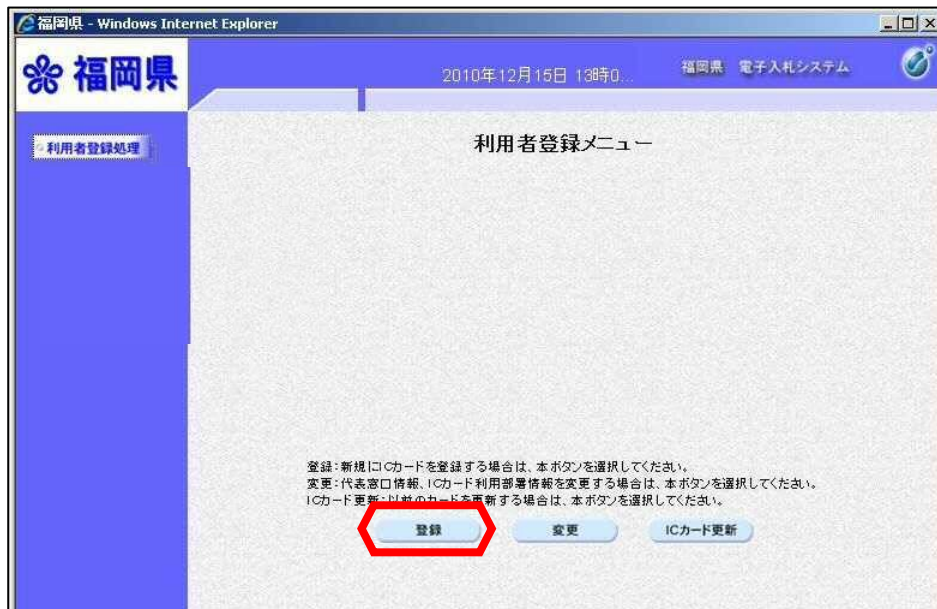 福岡県 - Windows Internet Explorer
福岡県
2010年12月15日 13時0...
福岡県 電子入札システム
利用者登録処理
利用者登録メニュー
登録：新規にICカードを登録する場合は、本ボタンを選択してください。
変更：代表窓口情報、ICカード利用部署情報を変更する場合は、本ボタンを選択してください。
ICカード更新：以前のカードを更新する場合は、本ボタンを選択してください。
登録
変更
ICカード更新